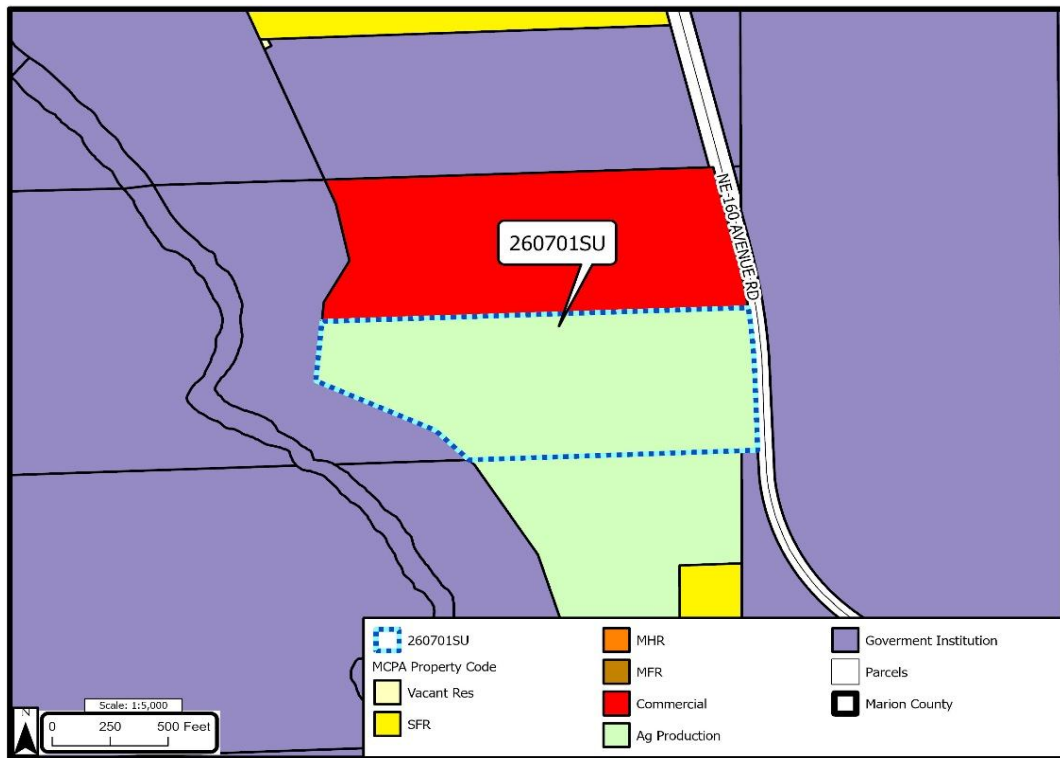 260701SU
NE 160 AVENUE RD
260701SU
MCPA Property Code
Vacant Res
SFR
MHR
MFR
Commercial
Ag Production
Goverment Institution
Parcels
Marion County
N
Scale: 1:5,000
0 250 500 Feet